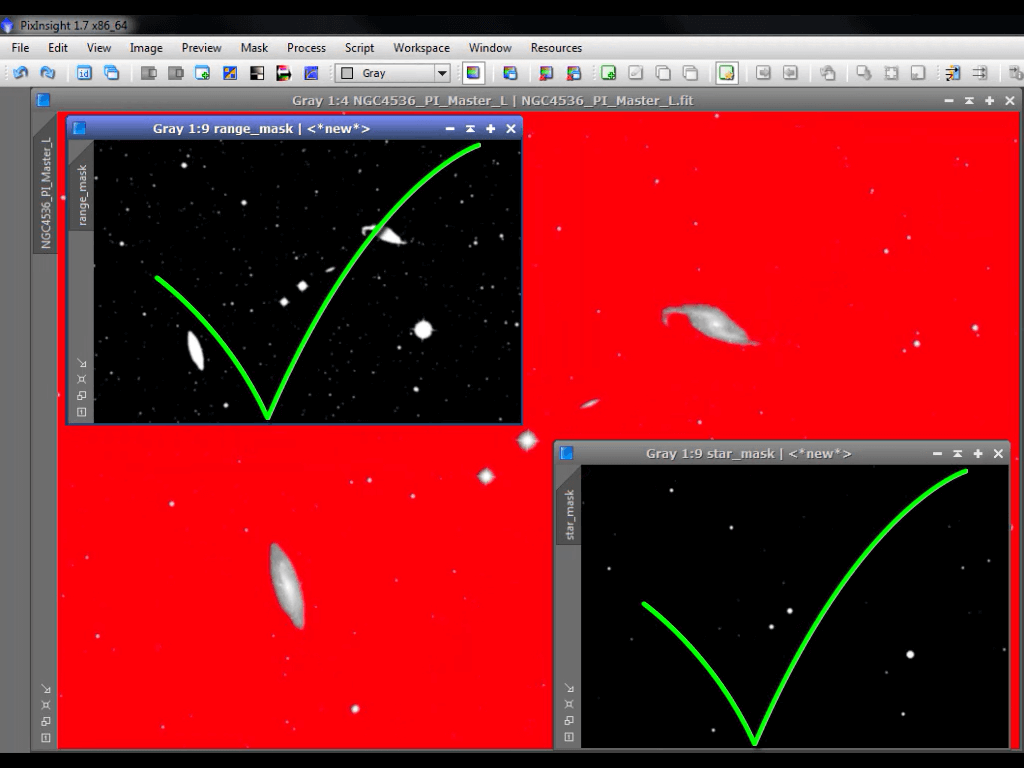 PixInsight 1.7 x86_64
File Edit View Image Preview Mask Process Script Workspace Window Resources
Gray
Gray 1:4 NGC4536_PI_Master_L | NGC4536_PI_Master_L.fit
NGC4536_PI_Master_L
Gray 1:9 range_mask | <*new*>
range_mask
Gray 1:9 star_mask | <*new*>
star_mask